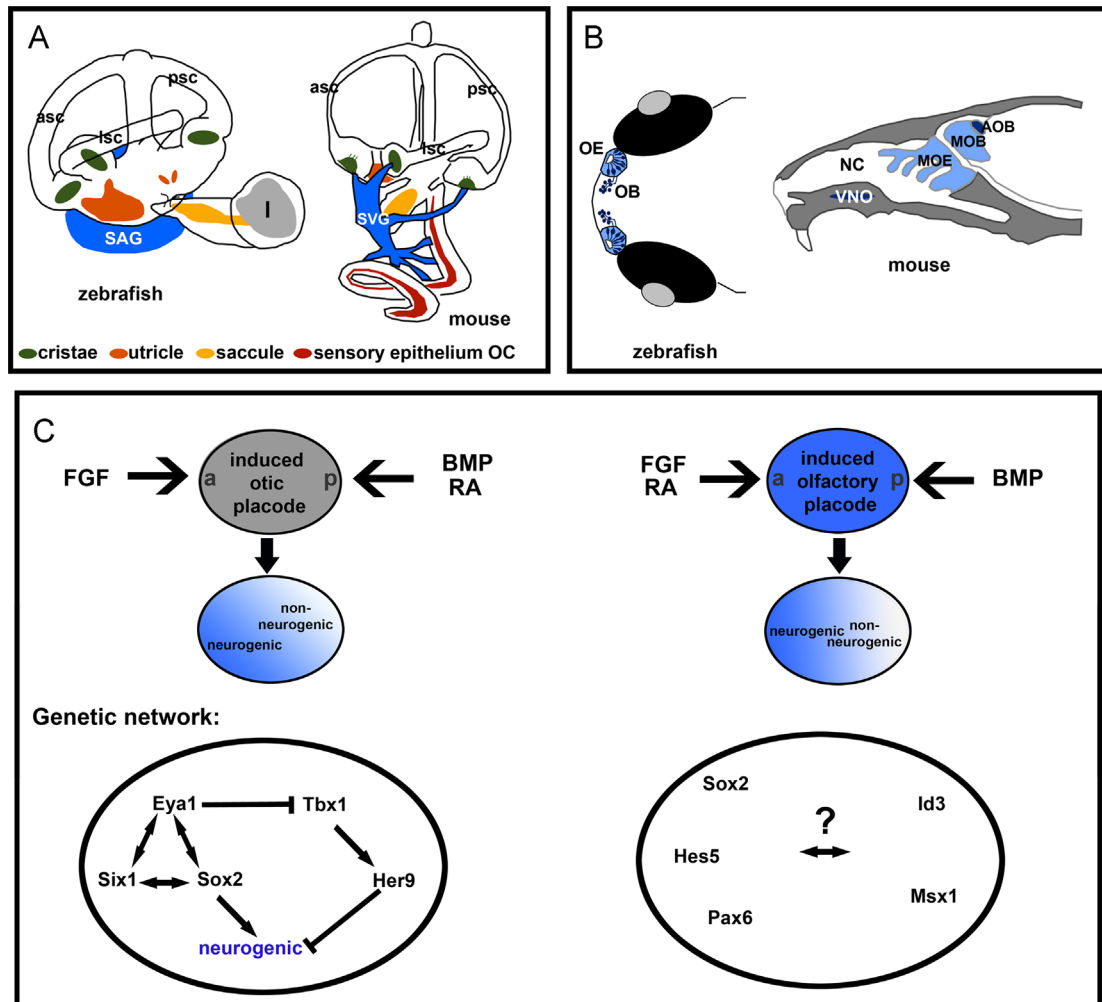 A
psc
asc
lsc
SAG
l
zebrafish
asc
psc
lsc
SVG
mouse
cristae utricle saccule sensory epithelium OC
B
OE
OB
zebrafish
AOB
MOB
MOE
NC
VNO
mouse
C
FGF
a
induced
otic
placode
p
BMP
RA
non-
neurogenic
neurogenic
FGF
RA
a
induced
olfactory
placode
p
BMP
neurogenic
non-
neurogenic
Genetic network:
Eya1
Tbx1
Six1
Sox2
Her9
neurogenic
Sox2
Id3
?
Hes5
Msx1
Pax6